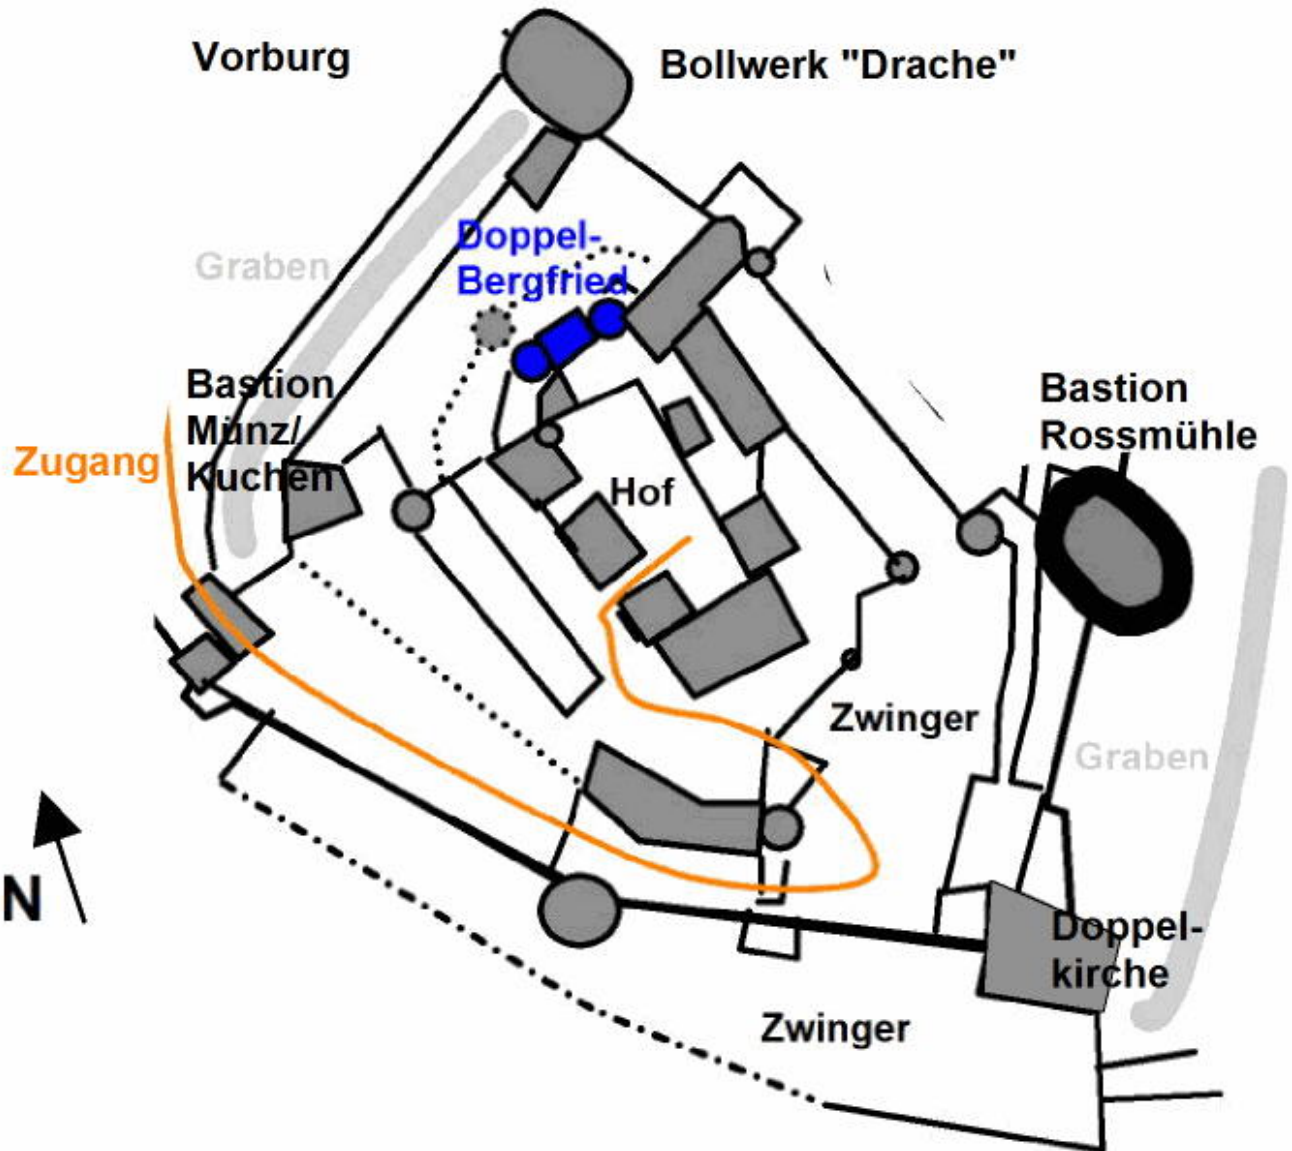 Vorburg
Bollwerk "Drache"
Doppel-
Bergfried
Graben
Bastion
Münz/
Kuchen
Zugang
Hof
Bastion
Rossmühle
Zwinger
Graben
N
Doppel-
kirche
Zwinger